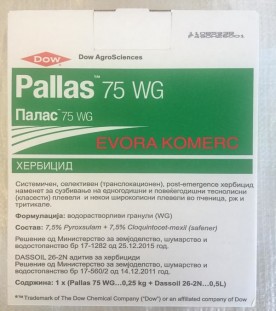 Dow
Dow AgroSciences
Pallas™ 75 WG
Палас™ 75 WG
EVORA KOMERC
ХЕРБИЦИД
Системичен, селективен (транслокационен), post-emergence хербицид
наменет за сузбивање на едногодишни и повеќегодишни теснолисни
(класести) плевели и некои широколисни плевели во пченица, рж и
тритикале.
Формулација: водорастворливи гранули (WG)
Состав: 7,5% Pyroxsulam + 7,5% Cloquintocet-mexil (safener)
Решение од Министерство за земјоделство, шумарство и
водостопанство бр 17-1282 од 25.12.2015 год.
DASSOIL 26-2N адитив за хербициди
Решение од Министерство за земјоделство, шумарство и
водостопанство бр 17-560/2 од 14.12.2011 год.
Содржина: 1 x (Pallas 75 WG...0,25 kg + Dassoil 26-2N...0,5L)
®™Trademark of The Dow Chemical Company ("Dow") or an affiliated company of Dow